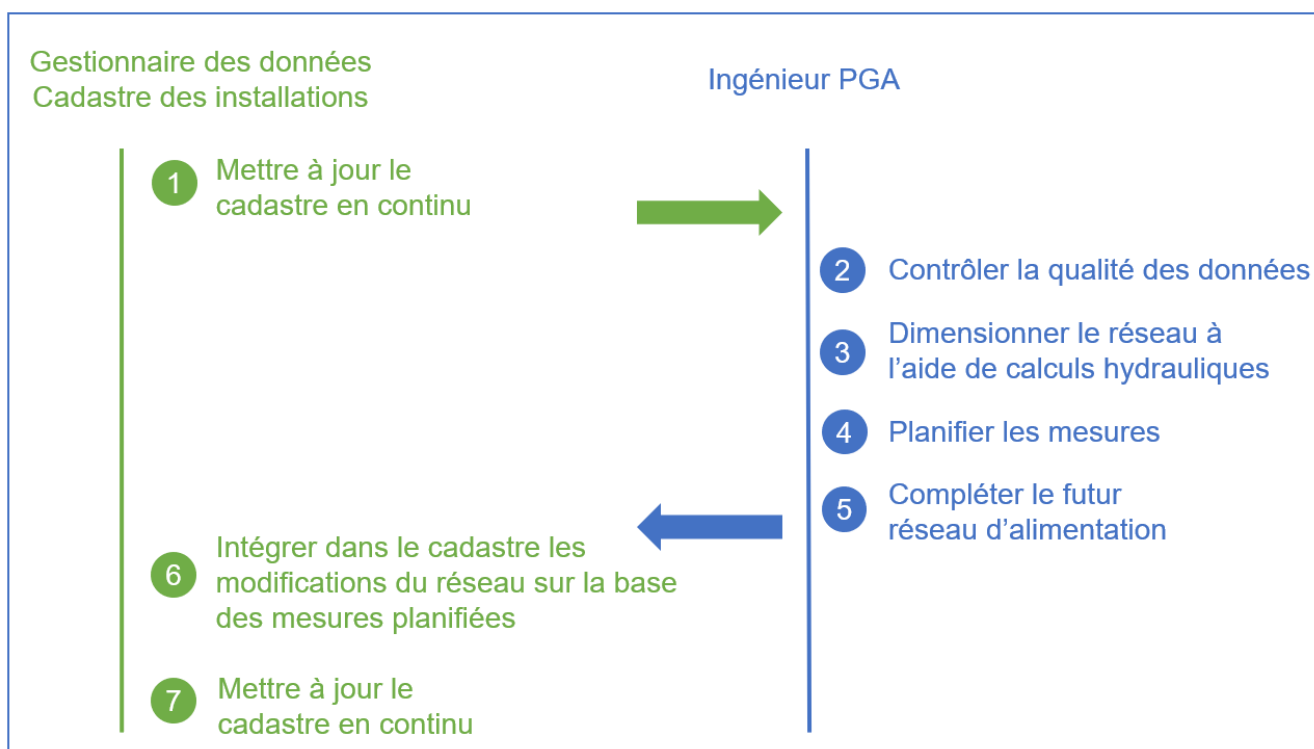 Gestionnaire des données
Cadastre des installations
Ingénieur PGA
1
Mettre à jour le
cadastre en continu
2
Contrôler la qualité des données
3
Dimensionner le réseau à
l’aide de calculs hydrauliques
4
Planifier les mesures
5
Compléter le futur
réseau d’alimentation
6
Intégrer dans le cadastre les
modifications du réseau sur la base
des mesures planifiées
7
Mettre à jour le
cadastre en continu